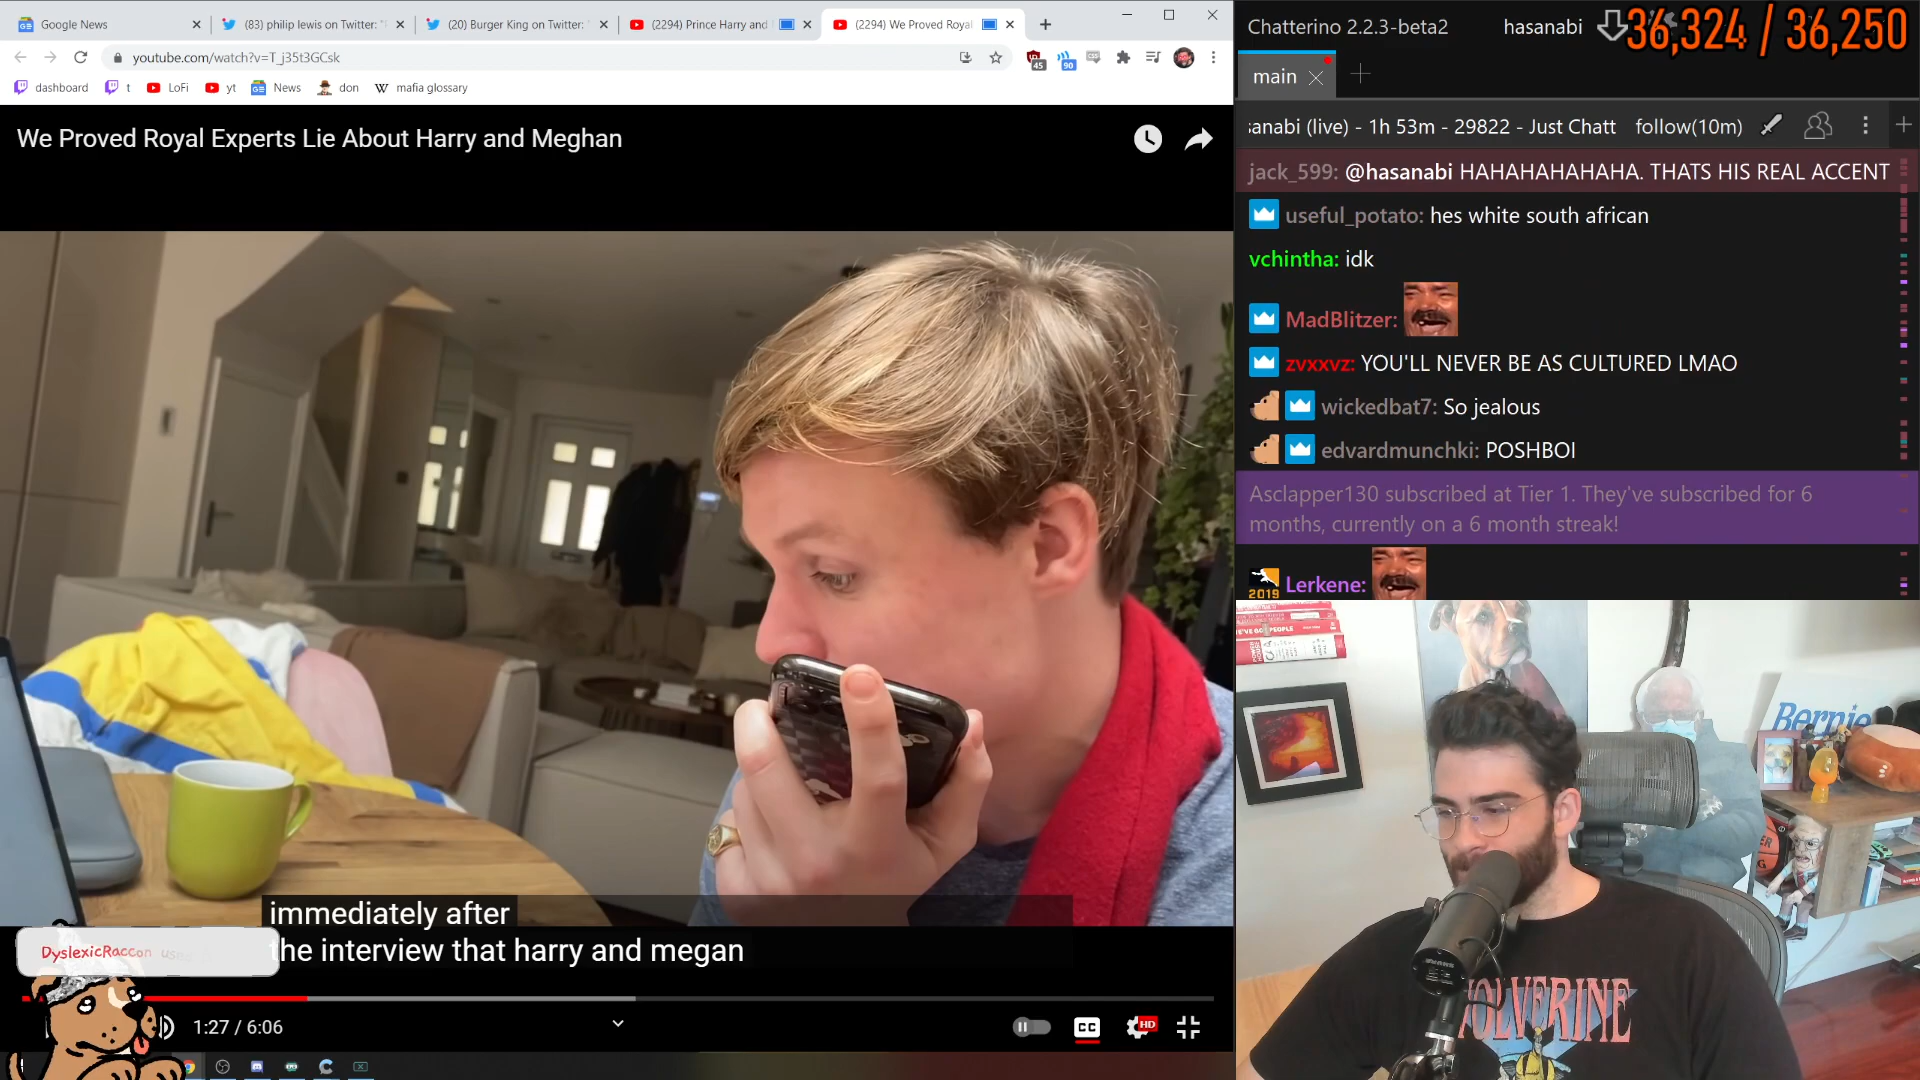 Google News
(83) philip lewis on Twitter: "I
(20) Burger King on Twitter: "
(2294) Prince Harry and
(2294) We Proved Royal
youtube.com/watch?v=T_j35t3GCsk
45
90
dashboard
t
LoFi
yt
News
don
mafia glossary
We Proved Royal Experts Lie About Harry and Meghan
immediately after
the interview that harry and megan
DyslexicRaccon
1:27 / 6:06
CC
HD
Chatterino 2.2.3-beta2
hasanabi
36,324 / 36,250
main
sanabi (live) - 1h 53m - 29822 - Just Chatt
follow(10m)
jack_599: @hasanabi HAHAHAHAHAHA. THATS HIS REAL ACCENT
useful_potato: hes white south african
vchintha: idk
MadBlitzer:
zvxxvz: YOU'LL NEVER BE AS CULTURED LMAO
wickedbat7: So jealous
edvardmunchki: POSHBOI
Asclapper130 subscribed at Tier 1. They've subscribed for 6
months, currently on a 6 month streak!
2019
Lerkene:
PEOPLE
Bernie
WOLVERINE